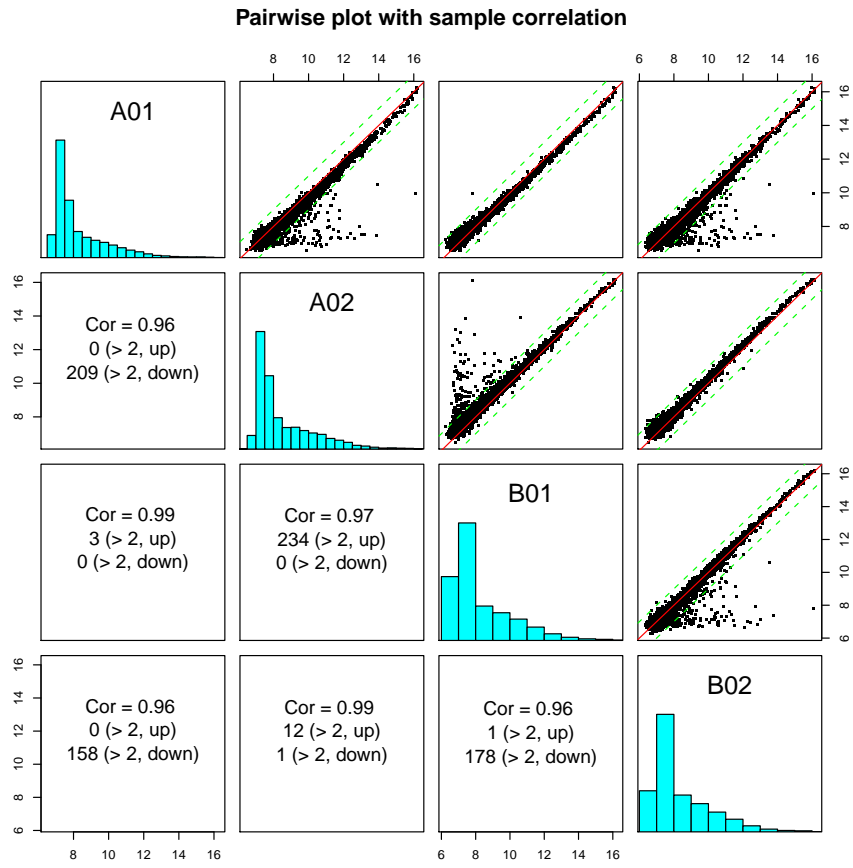 Pairwise plot with sample correlation
8 10 12 14 16
6 8 10 12 14 16
A01
8 10 12 14 16
8 10 12 14 16
Cor = 0.96
0 (> 2, up)
209 (> 2, down)
A02
Cor = 0.99
3 (> 2, up)
0 (> 2, down)
Cor = 0.97
234 (> 2, up)
0 (> 2, down)
B01
6 8 10 12 14 16
6 8 10 12 14 16
Cor = 0.96
0 (> 2, up)
158 (> 2, down)
Cor = 0.99
12 (> 2, up)
1 (> 2, down)
Cor = 0.96
1 (> 2, up)
178 (> 2, down)
B02
8 10 12 14 16
6 8 10 12 14 16